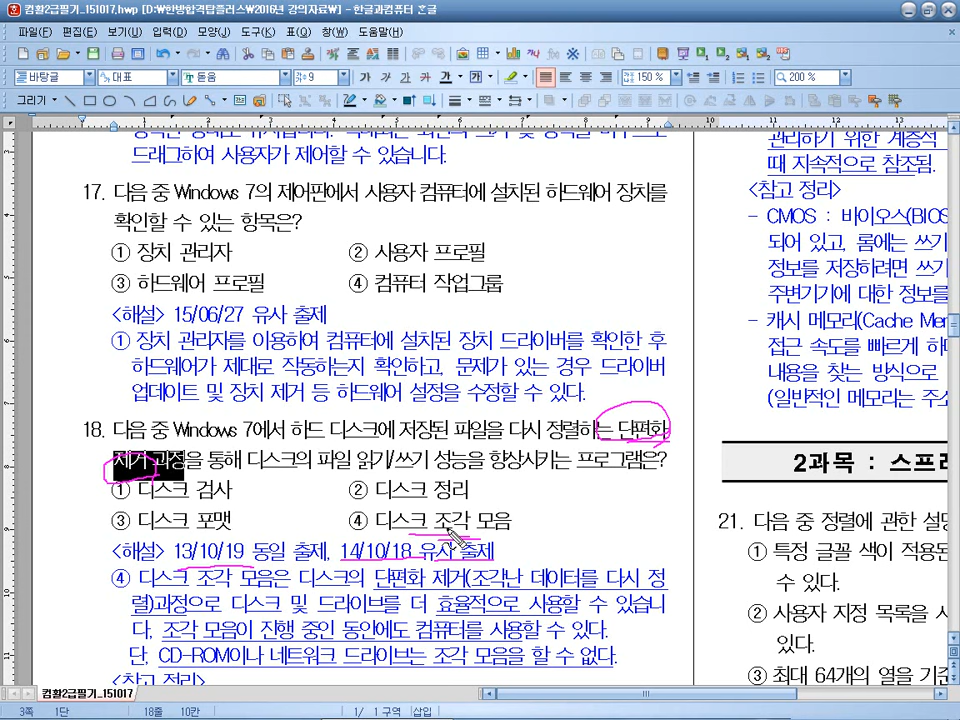 컴활2급필기_151017.hwp [D:₩한방합격탑플러스₩2016년 강의자료₩] - 한글과컴퓨터 한글
파일(F) 편집(E) 보기(U) 입력(D) 모양(J) 도구(K) 표(Q) 창(W) 도움말(H)
바탕글 대표 돋움 9 가 가 가 가 가 가 150 % 200 %
그리기
1 2 3 4 5 6 7 8 9 10 11 12 13
드래그하여 사용자가 제어할 수 있습니다.
17. 다음 중 Windows 7의 제어판에서 사용자 컴퓨터에 설치된 하드웨어 장치를
확인할 수 있는 항목은?
① 장치 관리자 ② 사용자 프로필
③ 하드웨어 프로필 ④ 컴퓨터 작업그룹
<해설> 15/06/27 유사 출제
① 장치 관리자를 이용하여 컴퓨터에 설치된 장치 드라이버를 확인한 후
하드웨어가 제대로 작동하는지 확인하고, 문제가 있는 경우 드라이버
업데이트 및 장치 제거 등 하드웨어 설정을 수정할 수 있다.
18. 다음 중 Windows 7에서 하드 디스크에 저장된 파일을 다시 정렬하는 단편화
제거 과정을 통해 디스크의 파일 읽기/쓰기 성능을 향상시키는 프로그램은?
① 디스크 검사 ② 디스크 정리
③ 디스크 포맷 ④ 디스크 조각 모음
<해설> 13/10/19 동일 출제, 14/10/18 유사 출제
④ 디스크 조각 모음은 디스크의 단편화 제거(조각난 데이터를 다시 정
렬)과정으로 디스크 및 드라이브를 더 효율적으로 사용할 수 있습니
다, 조각 모음이 진행 중인 동안에도 컴퓨터를 사용할 수 있다.
단, CD-ROM이나 네트워크 드라이브는 조각 모음을 할 수 없다.
<참고 정리>
관리하기 위한 계층적
때 지속적으로 참조됨.
<참고 정리>
- CMOS : 바이오스(BIOS
되어 있고, 롬에는 쓰기
정보를 저장하려면 쓰기
주변기기에 대한 정보를
- 캐시 메모리(Cache Mem
접근 속도를 빠르게 하
내용을 찾는 방식으로
(일반적인 메모리는 주소
2과목 : 스프레
21. 다음 중 정렬에 관한 설명
① 특정 글꼴 색이 적용된
수 있다.
② 사용자 지정 목록을 사
있다.
③ 최대 64개의 열을 기준
컴활2급필기_151017
3쪽 1단 18줄 10칸 1/ 1 구역 삽입